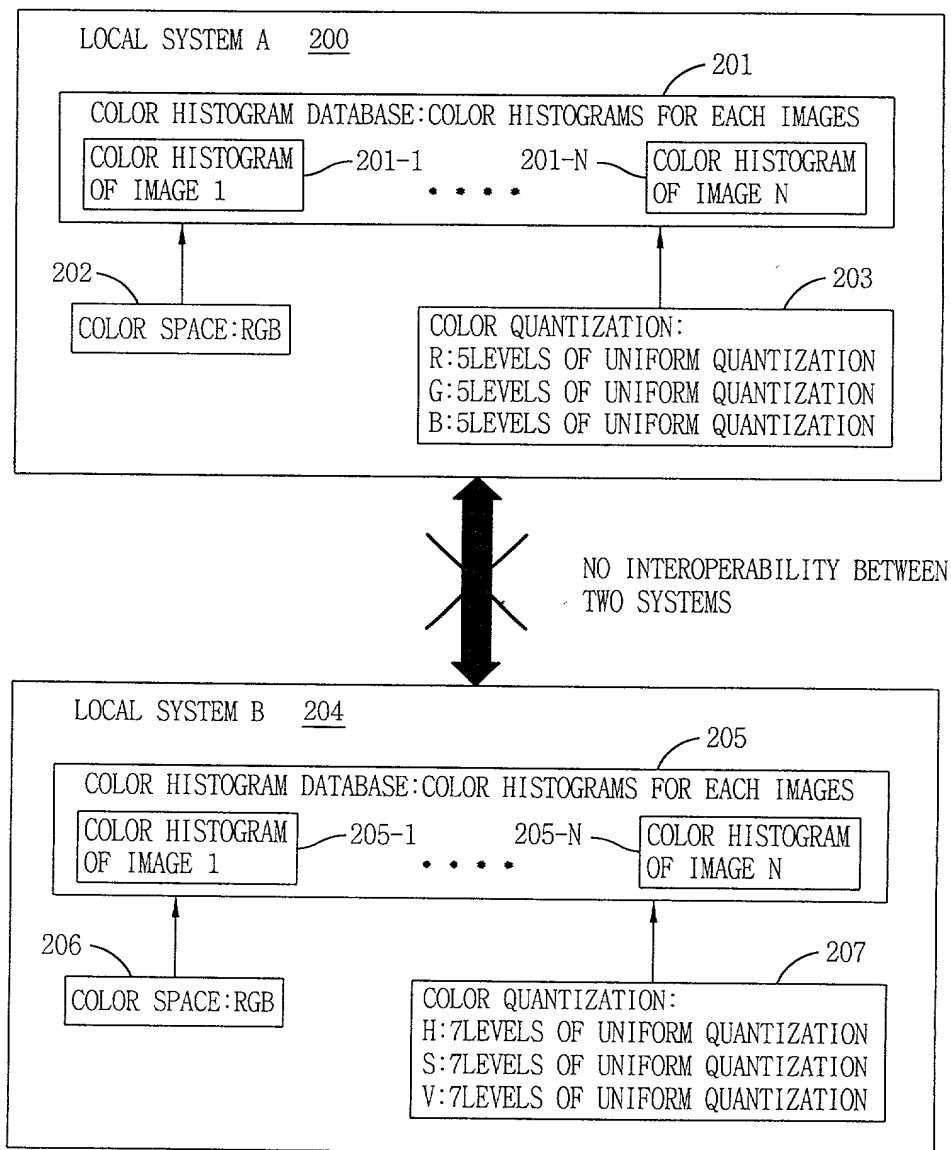 LOCAL SYSTEM A 200
201
COLOR HISTOGRAM DATABASE:COLOR HISTOGRAMS FOR EACH IMAGES
COLOR HISTOGRAM
OF IMAGE 1
201-1
201-N
COLOR HISTOGRAM
OF IMAGE N
202
COLOR SPACE:RGB
203
COLOR QUANTIZATION:
R:5LEVELS OF UNIFORM QUANTIZATION
G:5LEVELS OF UNIFORM QUANTIZATION
B:5LEVELS OF UNIFORM QUANTIZATION
NO INTEROPERABILITY BETWEEN
TWO SYSTEMS
LOCAL SYSTEM B 204
205
COLOR HISTOGRAM DATABASE:COLOR HISTOGRAMS FOR EACH IMAGES
COLOR HISTOGRAM
OF IMAGE 1
205-1
205-N
COLOR HISTOGRAM
OF IMAGE N
206
COLOR SPACE:RGB
207
COLOR QUANTIZATION:
H:7LEVELS OF UNIFORM QUANTIZATION
S:7LEVELS OF UNIFORM QUANTIZATION
V:7LEVELS OF UNIFORM QUANTIZATION